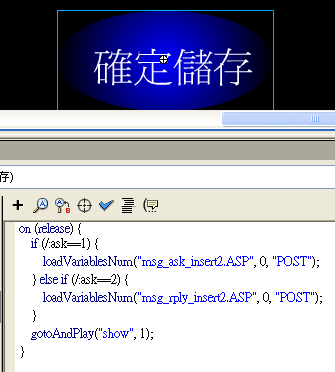 確定儲存
存)
on (release) {
if (/:ask==1) {
loadVariablesNum("msg_ask_insert2.ASP", 0, "POST");
} else if (/:ask==2) {
loadVariablesNum("msg_rply_insert2.ASP", 0, "POST");
}
gotoAndPlay("show", 1);
}